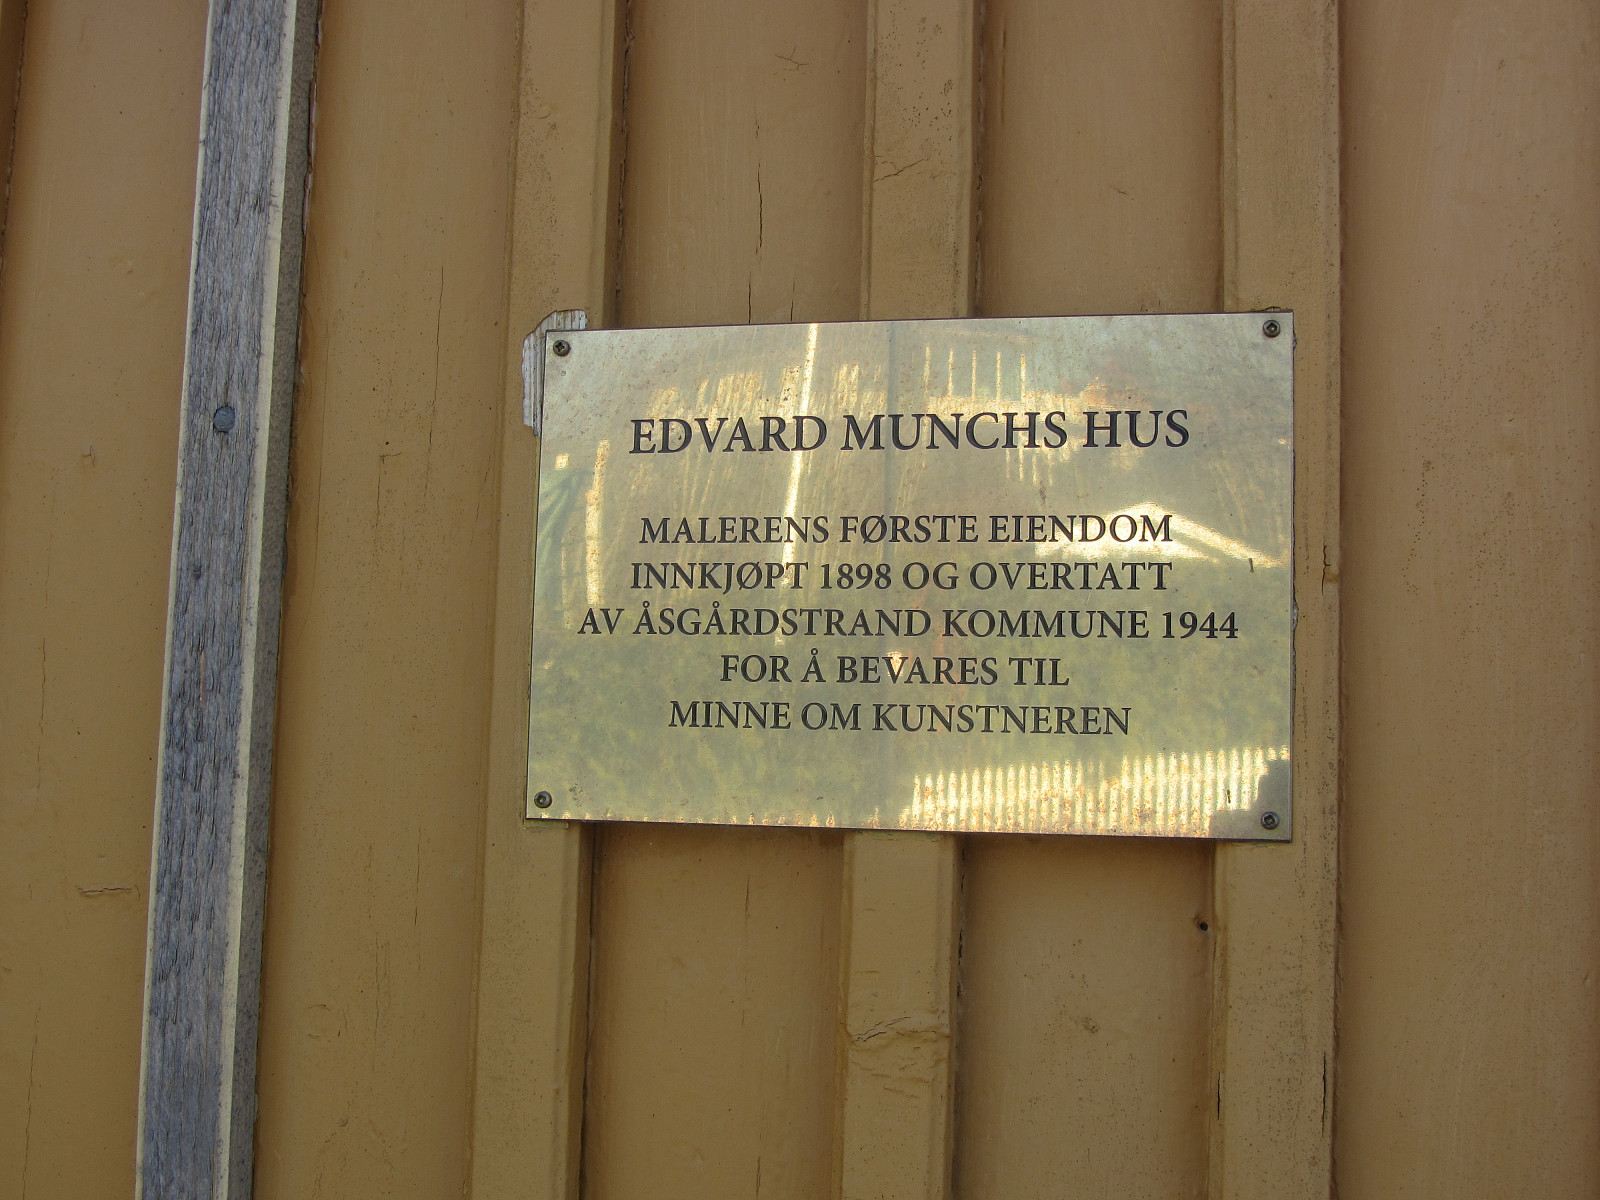 EDVARD MUNCHS HUS
MALERENS FØRSTE EIENDOM
INNKJØPT 1898 OG OVERTATT
AV ÅSGÅRDSTRAND KOMMUNE 1944
FOR Å BEVARES TIL
MINNE OM KUNSTNEREN